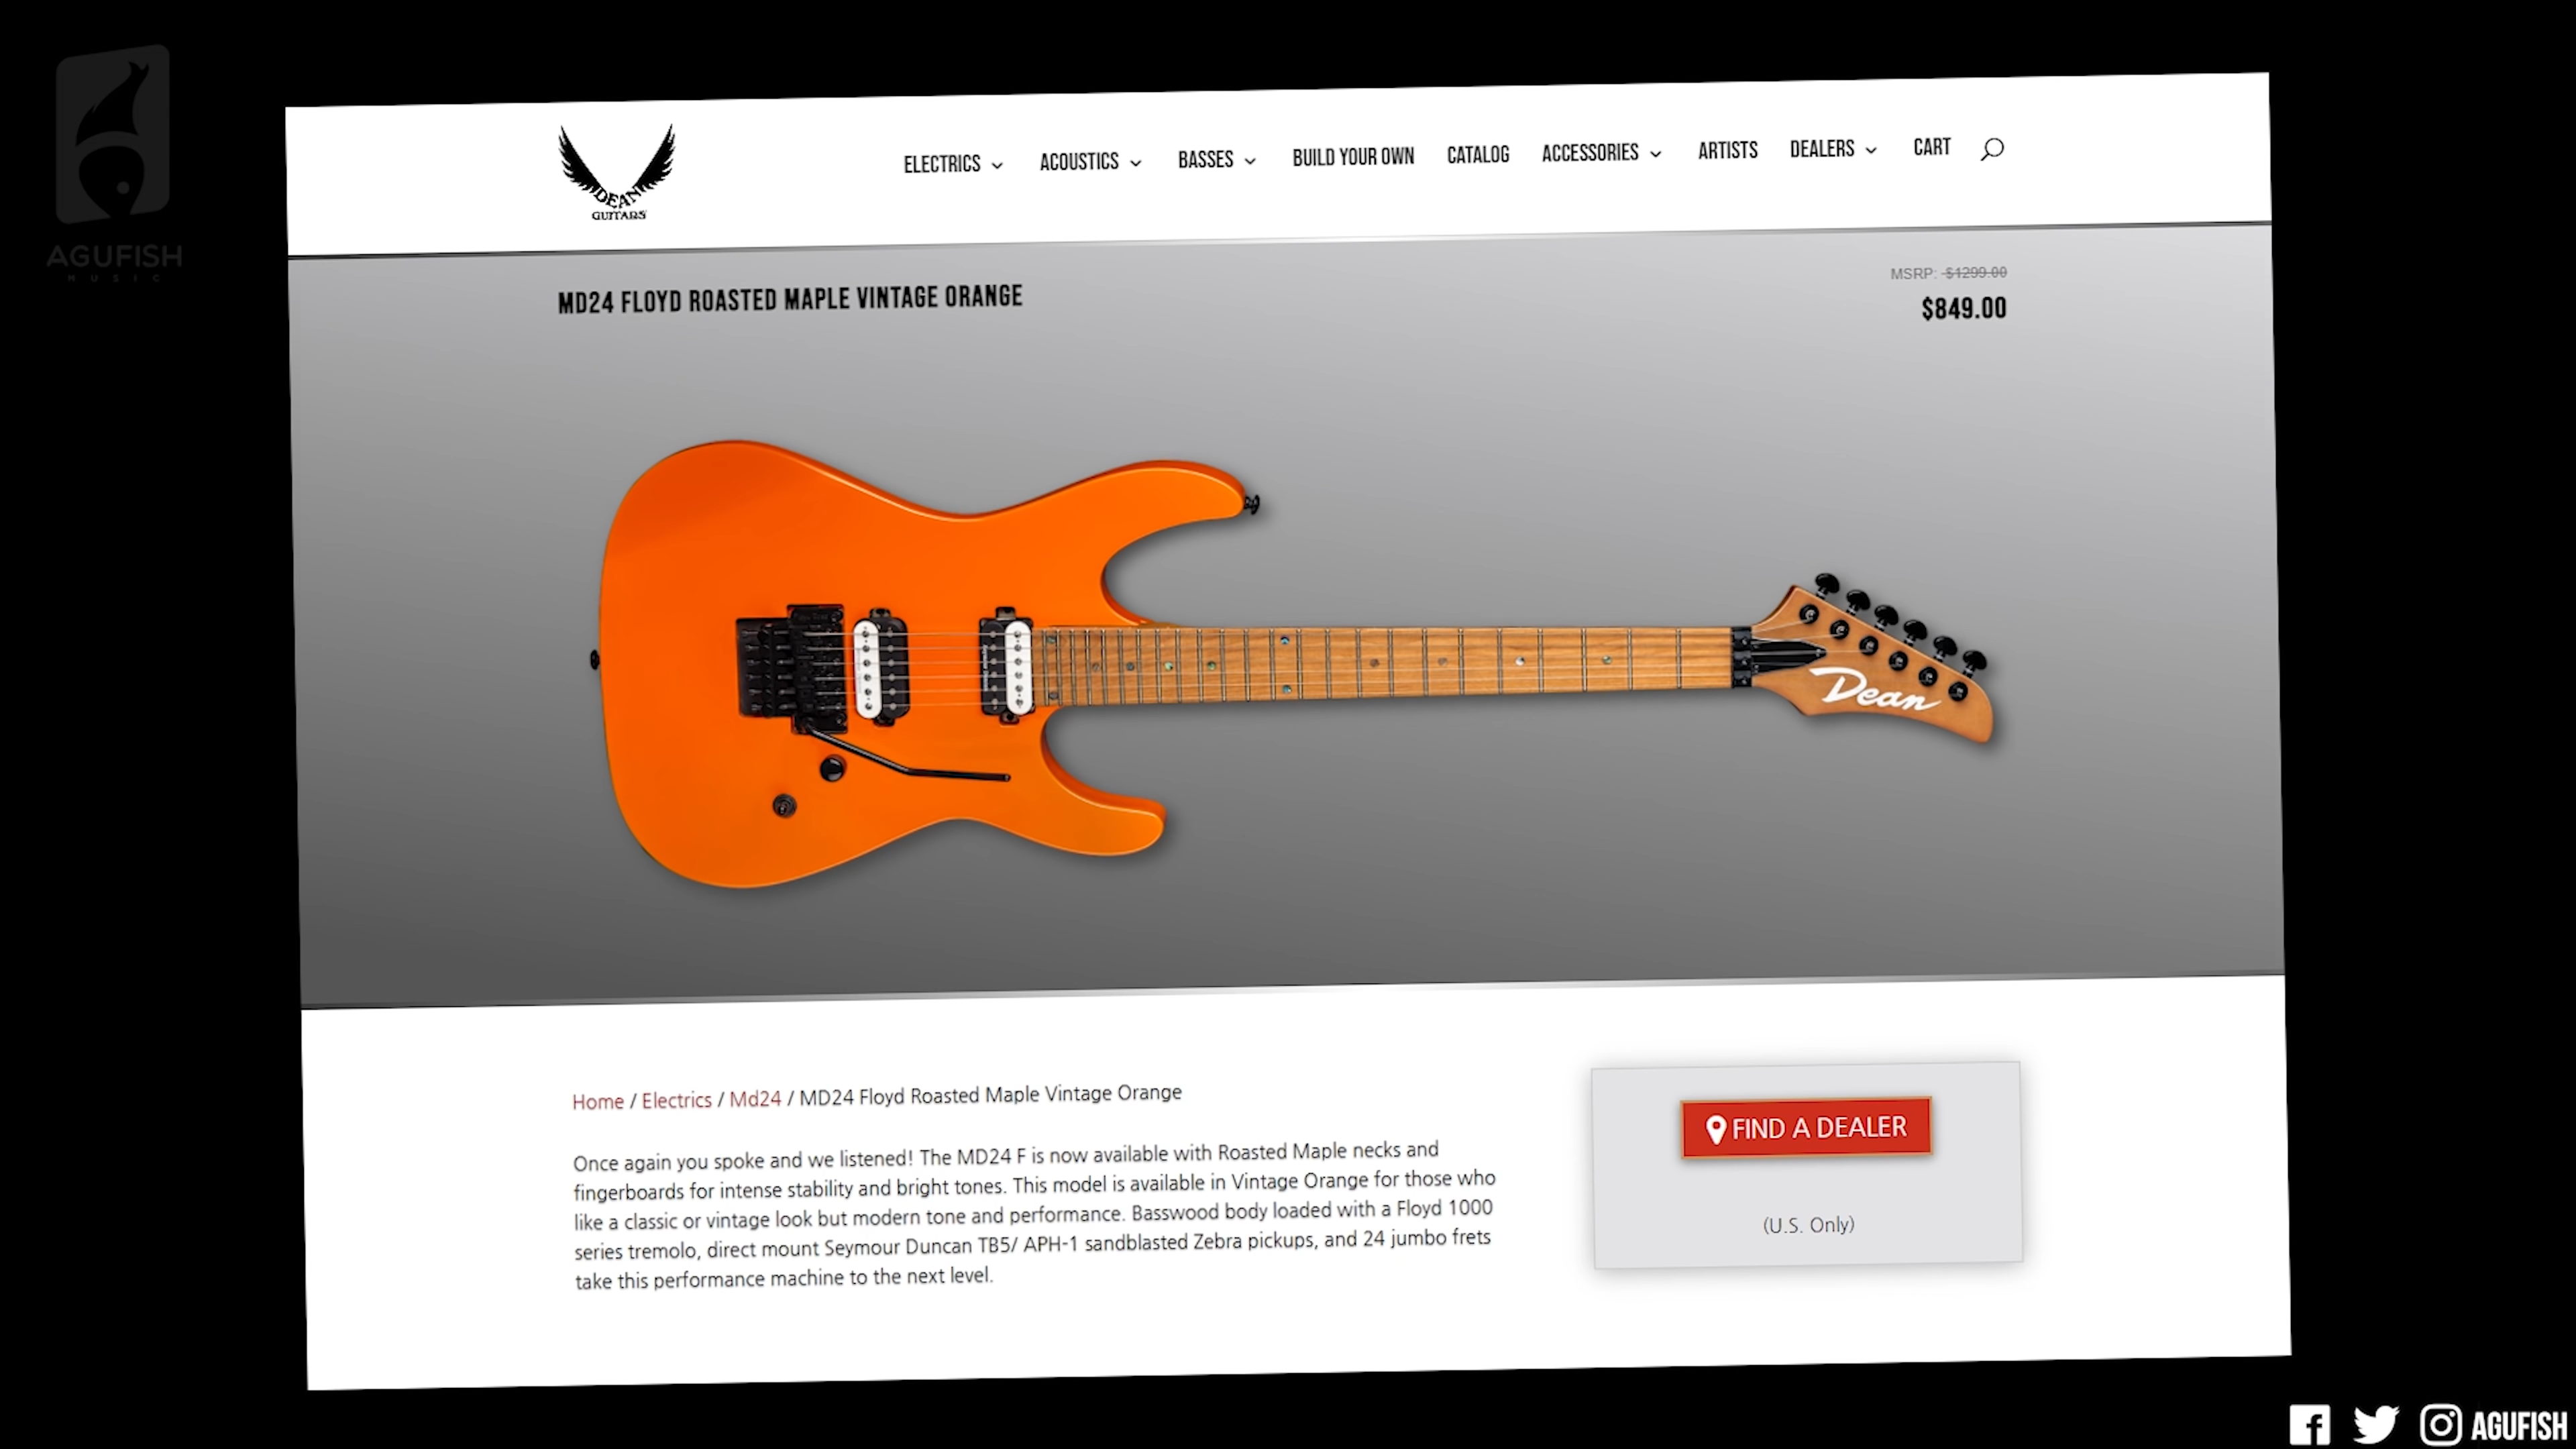 AGUFISH
MUSIC
DEAN
GUITARS
ELECTRICS
ACOUSTICS
BASSES
BUILD YOUR OWN
CATALOG
ACCESSORIES
ARTISTS
DEALERS
CART
MD24 FLOYD ROASTED MAPLE VINTAGE ORANGE
MSRP: $1299.00
$849.00
Dean
Home / Electrics / Md24 / MD24 Floyd Roasted Maple Vintage Orange
Once again you spoke and we listened! The MD24 F is now available with Roasted Maple necks and
fingerboards for intense stability and bright tones. This model is available in Vintage Orange for those who
like a classic or vintage look but modern tone and performance. Basswood body loaded with a Floyd 1000
series tremolo, direct mount Seymour Duncan TB5/ APH-1 sandblasted Zebra pickups, and 24 jumbo frets
take this performance machine to the next level.
FIND A DEALER
(U.S. Only)
AGUFISH